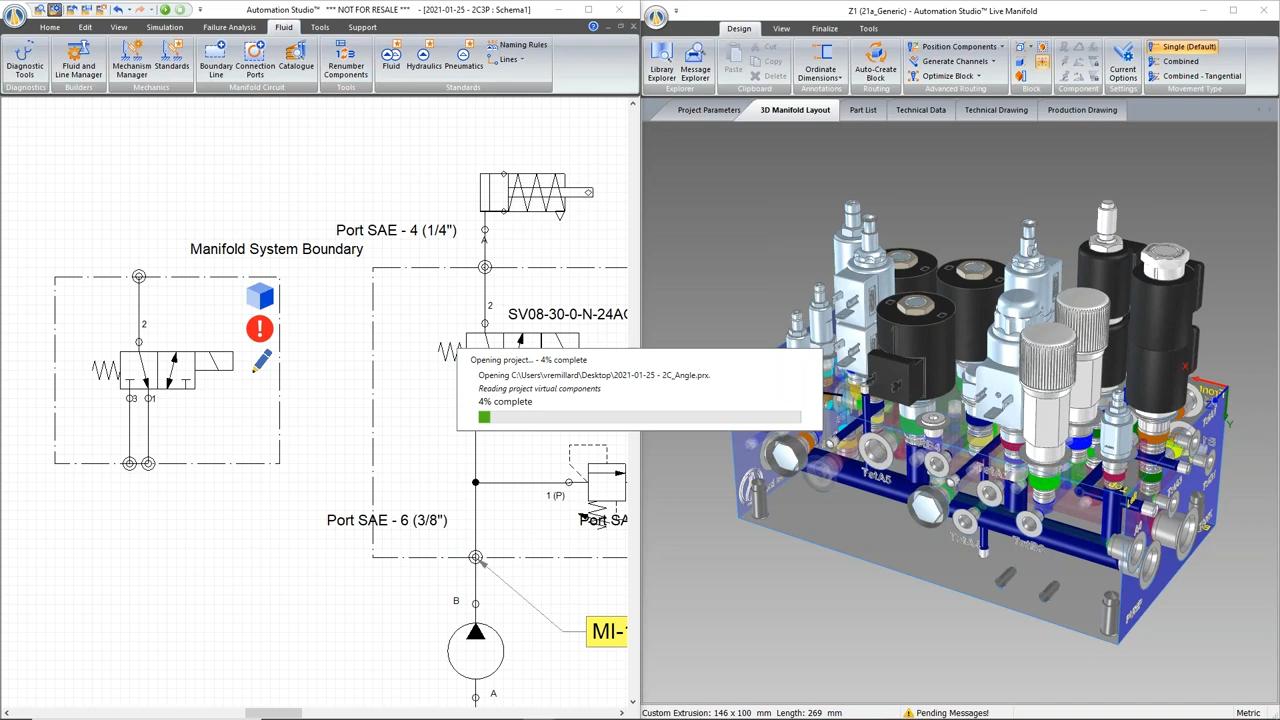 Automation Studio™ *** NOT FOR RESALE *** - [2021-01-25 - 2C3P : Schema1]
Home Edit View Simulation Failure Analysis Fluid Tools Support
Diagnostic Tools
Fluid and Line Manager
Mechanism Manager
Standards
Boundary Line
Connection Ports
Catalogue
Renumber Components
Fluid
Hydraulics
Pneumatics
Naming Rules
Lines
Diagnostics Builders Mechanics Manifold Circuit Tools Standards
Port SAE - 4 (1/4")
A
Manifold System Boundary
2
2
SV08-30-0-N-24AC
3
1
1 (P)
Port SAE - 6 (3/8")
B
MI-
A
Opening project... - 4% complete
Opening C:\Users\vremillard\Desktop\2021-01-25 - 2C_Angle.prx.
Reading project virtual components
4% complete
Z1 (21a_Generic) - Automation Studio™ Live Manifold
Design View Finalize Tools
Library Explorer
Message Explorer
Paste
Cut
Copy
Delete
Ordinate Dimensions
Auto-Create Block
Position Components
Generate Channels
Optimize Block
Current Options
Single (Default)
Combined
Combined - Tangential
Explorer Clipboard Annotations Routing Advanced Routing Block Component Settings Movement Type
Project Parameters 3D Manifold Layout Part List Technical Data Technical Drawing Production Drawing
X
Y
TstA5
Custom Extrusion: 146 x 100 mm Length: 269 mm
Pending Messages!
Metric